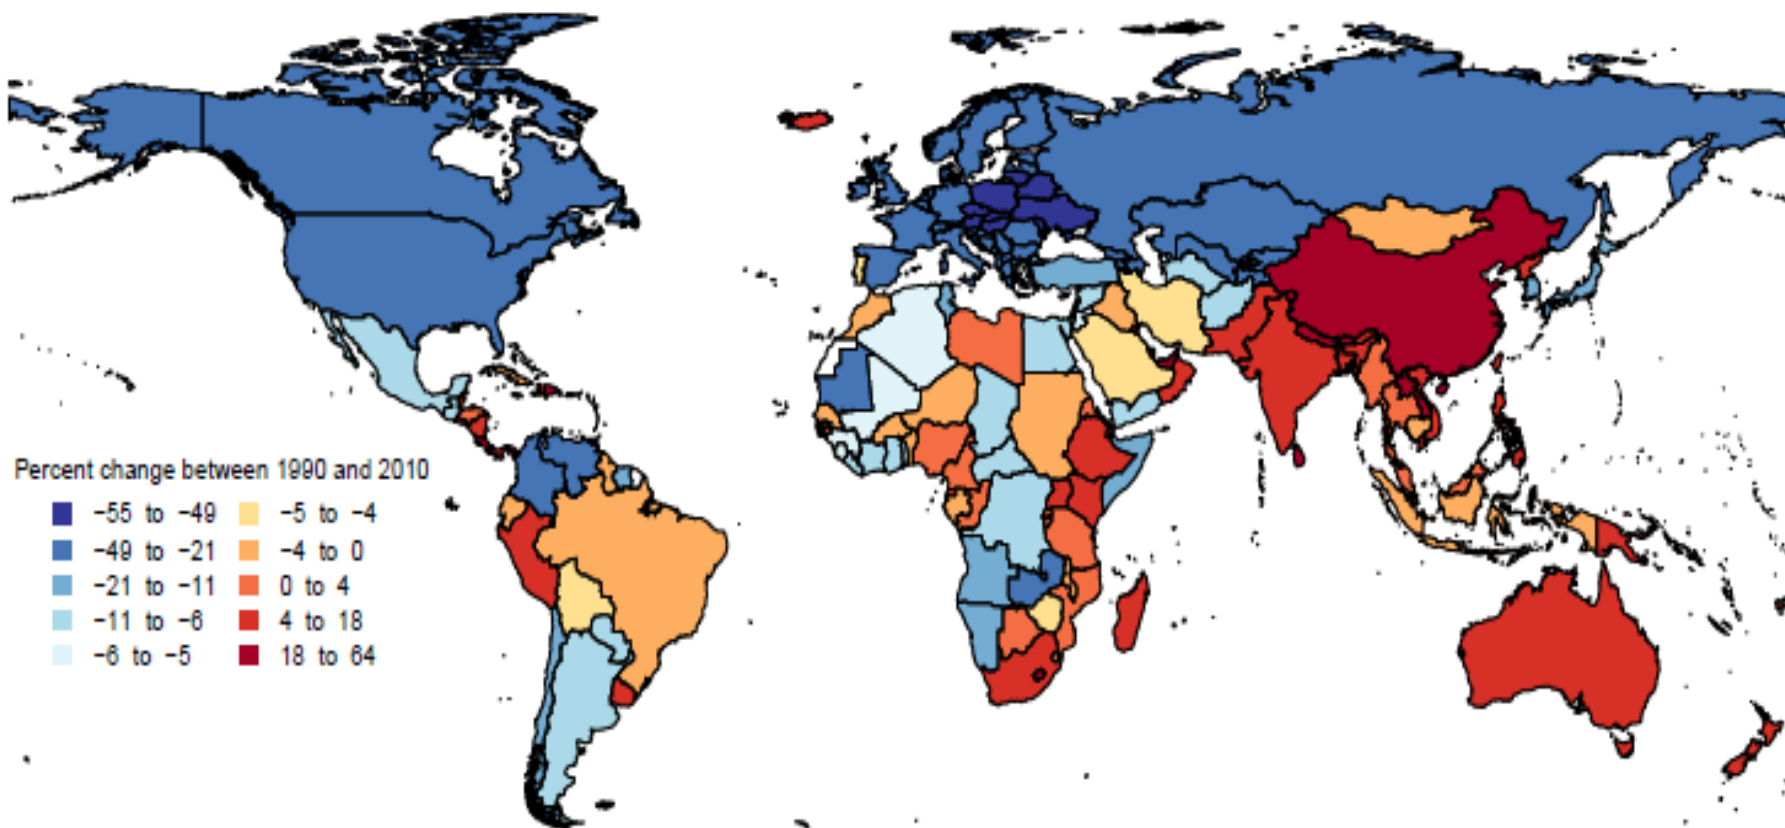 Percent change between 1990 and 2010
−55 to −49 −5 to −4
−49 to −21 −4 to 0
−21 to −11 0 to 4
−11 to −6 4 to 18
−6 to −5 18 to 64